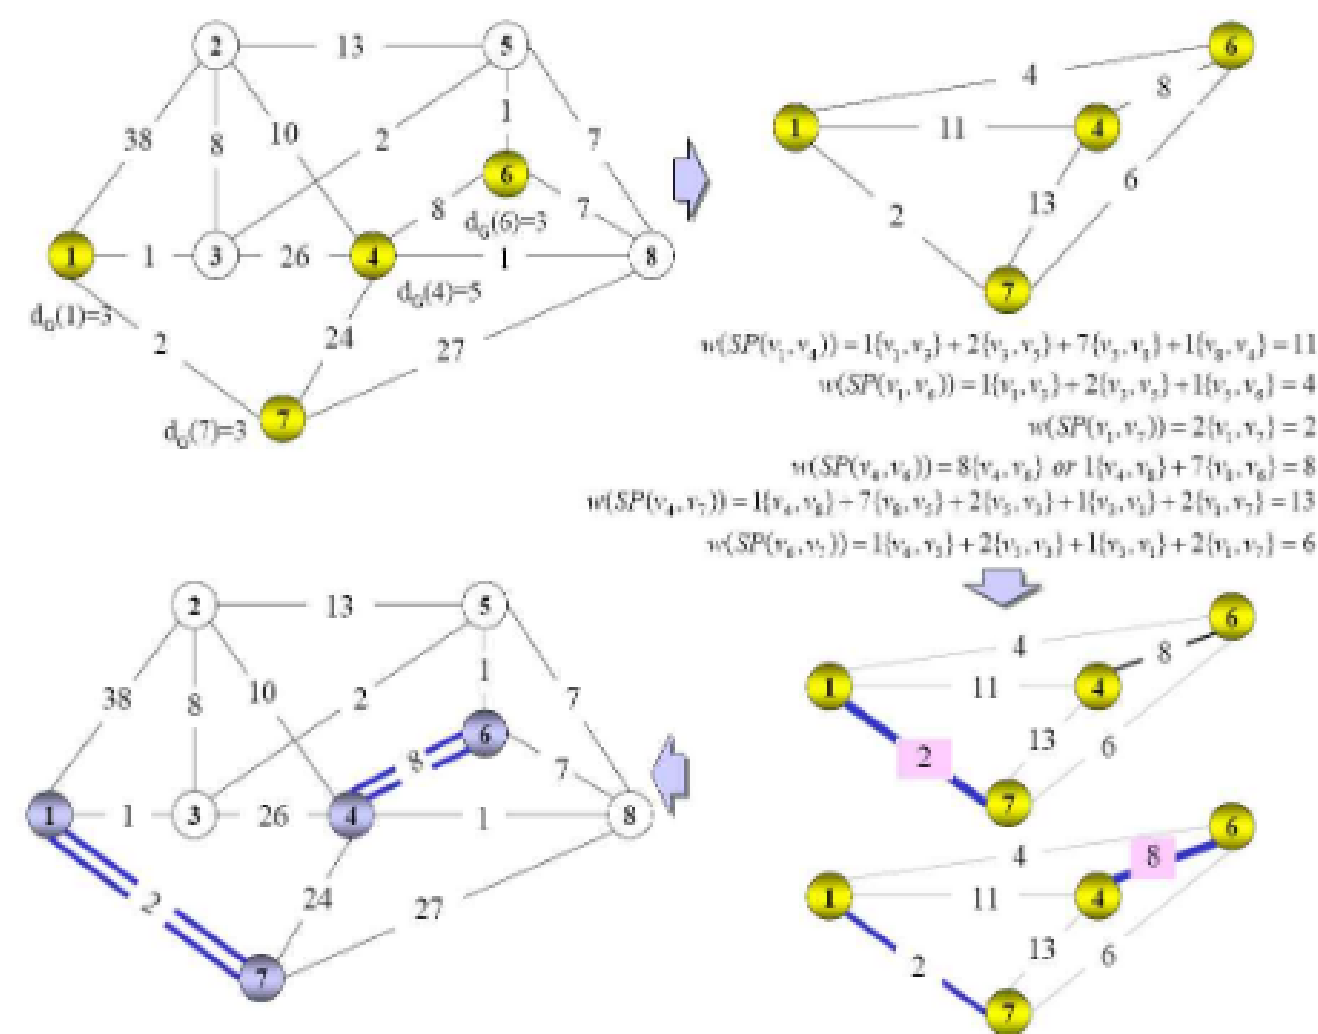 2 13 5
38 8 10 2 1 7
6
8 7
d_G(6)=3
1 1 3 26 4 1 8
d_G(1)=3 d_G(4)=5
2 24 27
7
d_G(7)=3
6
4 8
1 11 4
2 13 6
7
w(SP(v₁,v₄))=1{v₁,v₃}+2{v₃,v₅}+7{v₅,v₈}+1{v₈,v₄}=11
w(SP(v₁,v₆))=1{v₁,v₃}+2{v₃,v₅}+1{v₅,v₆}=4
w(SP(v₁,v₇))=2{v₁,v₇}=2
w(SP(v₄,v₆))=8{v₄,v₆} or 1{v₄,v₈}+7{v₈,v₆}=8
w(SP(v₄,v₇))=1{v₄,v₈}+7{v₈,v₅}+2{v₅,v₃}+1{v₃,v₁}+2{v₁,v₇}=13
w(SP(v₆,v₇))=1{v₆,v₅}+2{v₅,v₃}+1{v₃,v₁}+2{v₁,v₇}=6
2 13 5
38 8 10 2 1 7
6
8 7
1 1 3 26 4 1 8
2 24 27
7
6
4 8
1 11 4
2 13 6
7
6
4 8
1 11 4
2 13 6
7